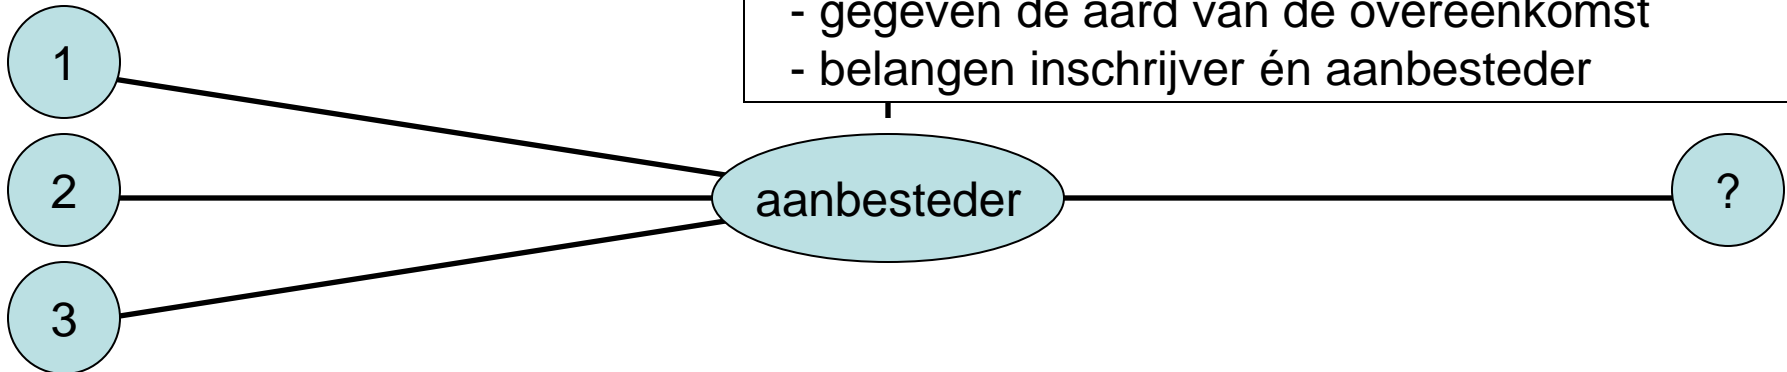 - gegeven de aard van de overeenkomst
- belangen inschrijver én aanbesteder
1
2
aanbesteder
?
3